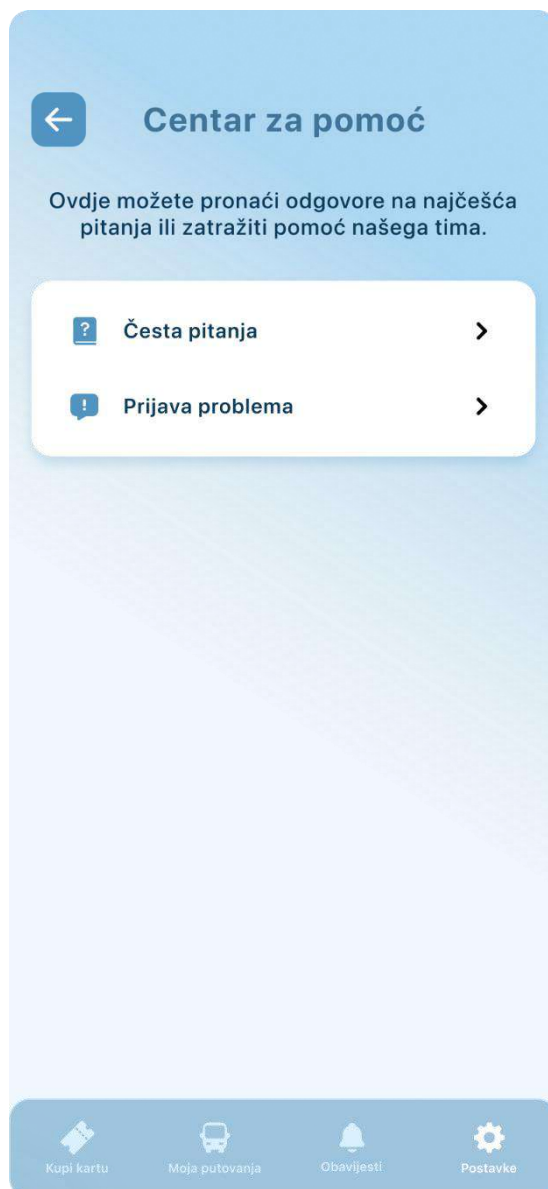 Centar za pomoć
Ovdje možete pronaći odgovore na najčešća
pitanja ili zatražiti pomoć našega tima.
Česta pitanja
Prijava problema
Kupi kartu
Moja putovanja
Obavijesti
Postavke